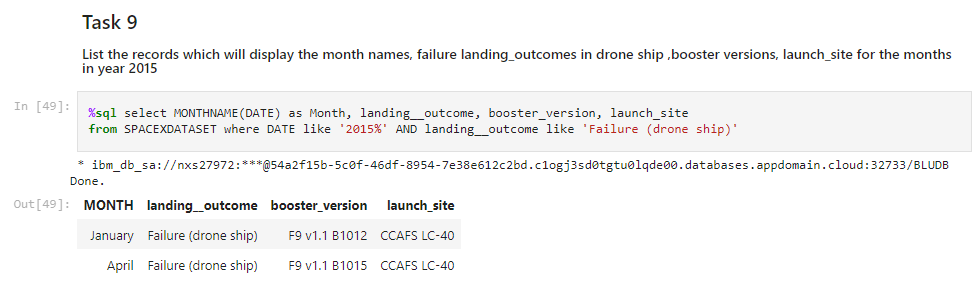 Task 9
List the records which will display the month names, failure landing_outcomes in drone ship ,booster versions, launch_site for the months
in year 2015
In [49]: %sql select MONTHNAME(DATE) as Month, landing__outcome, booster_version, launch_site
from SPACEXDATASET where DATE like '2015%' AND landing__outcome like 'Failure (drone ship)'
* ibm_db_sa://nxs27972:***@54a2f15b-5c0f-46df-8954-7e38e612c2bd.c1ogj3sd0tgtu0lqde00.databases.appdomain.cloud:32733/BLUDB
Done.
Out[49]: MONTH landing__outcome booster_version launch_site
January Failure (drone ship) F9 v1.1 B1012 CCAFS LC-40
April Failure (drone ship) F9 v1.1 B1015 CCAFS LC-40